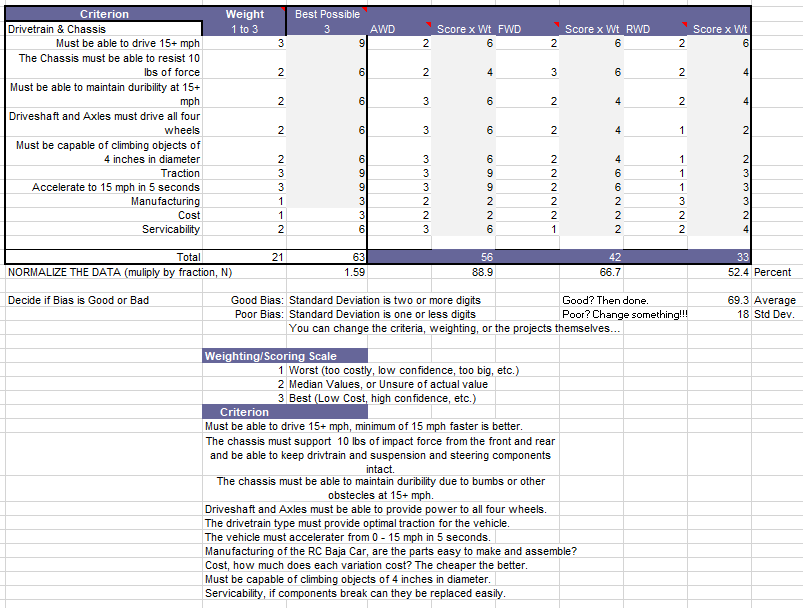 Criterion Weight Best Possible
Drivetrain & Chassis 1 to 3 3 AWD Score x Wt FWD Score x Wt RWD Score x Wt
Must be able to drive 15+ mph 3 9 2 6 2 6 2 6
The Chassis must be able to resist 10
lbs of force 2 6 2 4 3 6 2 4
Must be able to maintain duribility at 15+
mph 2 6 3 6 2 4 2 4
Driveshaft and Axles must drive all four
wheels 2 6 3 6 2 4 1 2
Must be capable of climbing objects of
4 inches in diameter 2 6 3 6 2 4 1 2
Traction 3 9 3 9 2 6 1 3
Accelerate to 15 mph in 5 seconds 3 9 3 9 2 6 1 3
Manufacturing 1 3 2 2 2 2 3 3
Cost 1 3 2 2 2 2 2 2
Servicability 2 6 3 6 1 2 2 4
Total 21 63 56 42 33
NORMALIZE THE DATA (muliply by fraction, N) 1.59 88.9 66.7 52.4 Percent
Decide if Bias is Good or Bad Good Bias: Standard Deviation is two or more digits Good? Then done. 69.3 Average
Poor Bias: Standard Deviation is one or less digits Poor? Change something!!! 18 Std Dev.
You can change the criteria, weighting, or the projects themselves...
Weighting/Scoring Scale
1 Worst (too costly, low confidence, too big, etc.)
2 Median Values, or Unsure of actual value
3 Best (Low Cost, high confidence, etc.)
Criterion
Must be able to drive 15+ mph, minimum of 15 mph faster is better.
The chassis must support 10 lbs of impact force from the front and rear
and be able to keep drivtrain and suspension and steering components
intact.
The chassis must be able to maintain duribility due to bumbs or other
obstecles at 15+ mph.
Driveshaft and Axles must be able to provide power to all four wheels.
The drivetrain type must provide optimal traction for the vehicle.
The vehicle must accelerater from 0 - 15 mph in 5 seconds.
Manufacturing of the RC Baja Car, are the parts easy to make and assemble?
Cost, how much does each variation cost? The cheaper the better.
Must be capable of climbing objects of 4 inches in diameter.
Servicability, if components break can they be replaced easily.